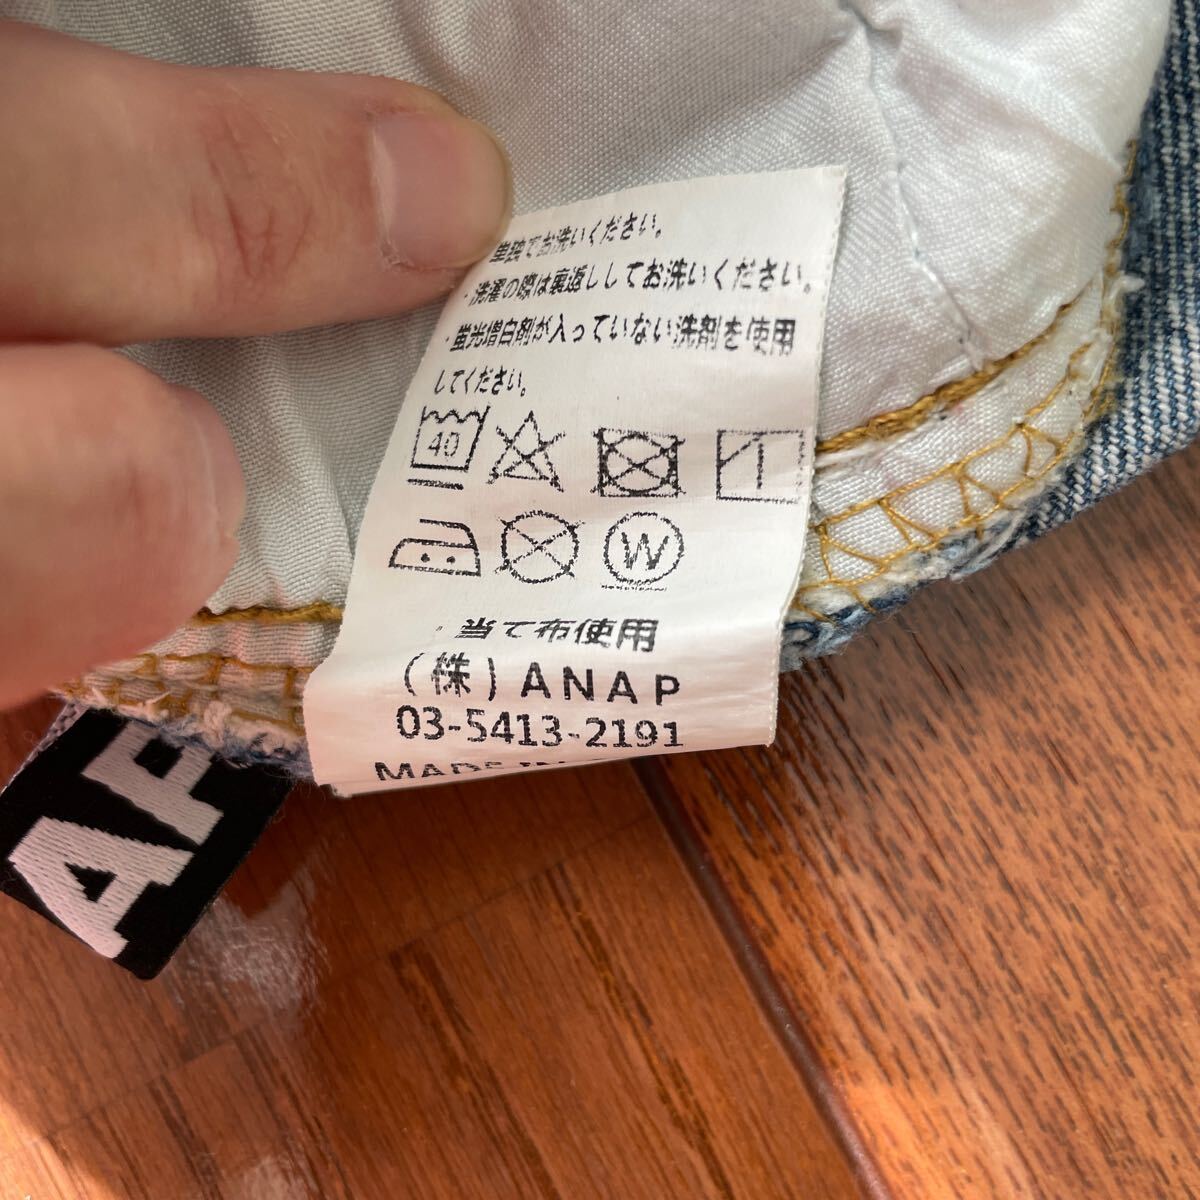 単独でお洗いください。
・洗濯の際は裏返ししてお洗いください。
・蛍光増白剤が入っていない洗剤を使用
してください。
40
W
・当て布使用
(株)ANAP
03-5413-2191
MADE IN